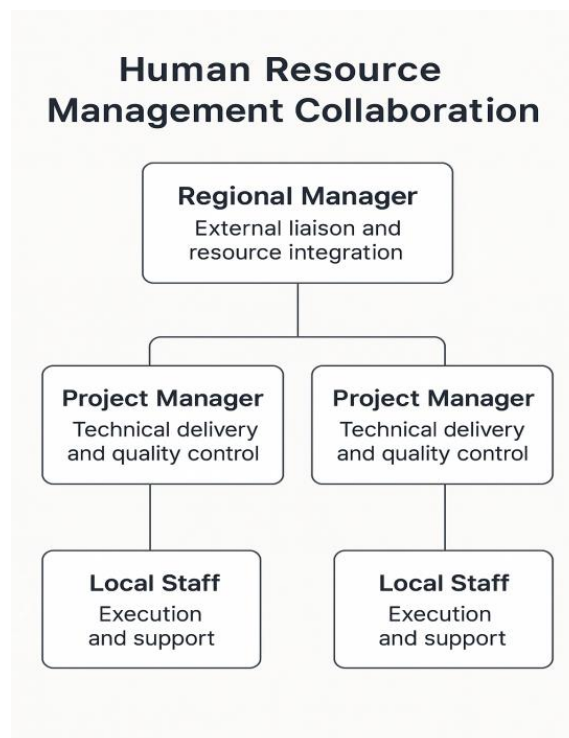 Human Resource
Management Collaboration
Regional Manager
External liaison and
resource integration
Project Manager
Technical delivery
and quality control
Project Manager
Technical delivery
and quality control
Local Staff
Execution
and support
Local Staff
Execution
and support